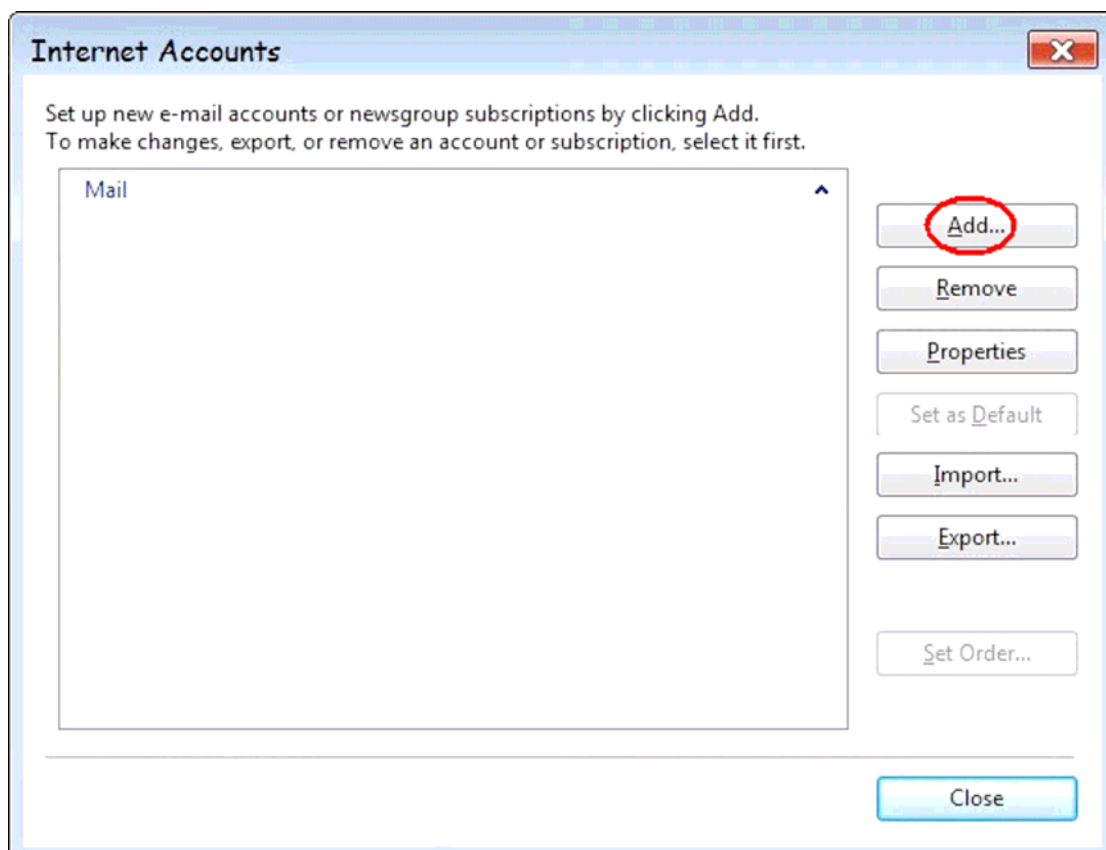 Internet Accounts
Set up new e-mail accounts or newsgroup subscriptions by clicking Add.
To make changes, export, or remove an account or subscription, select it first.
Mail
Add...
Remove
Properties
Set as Default
Import...
Export...
Set Order...
Close